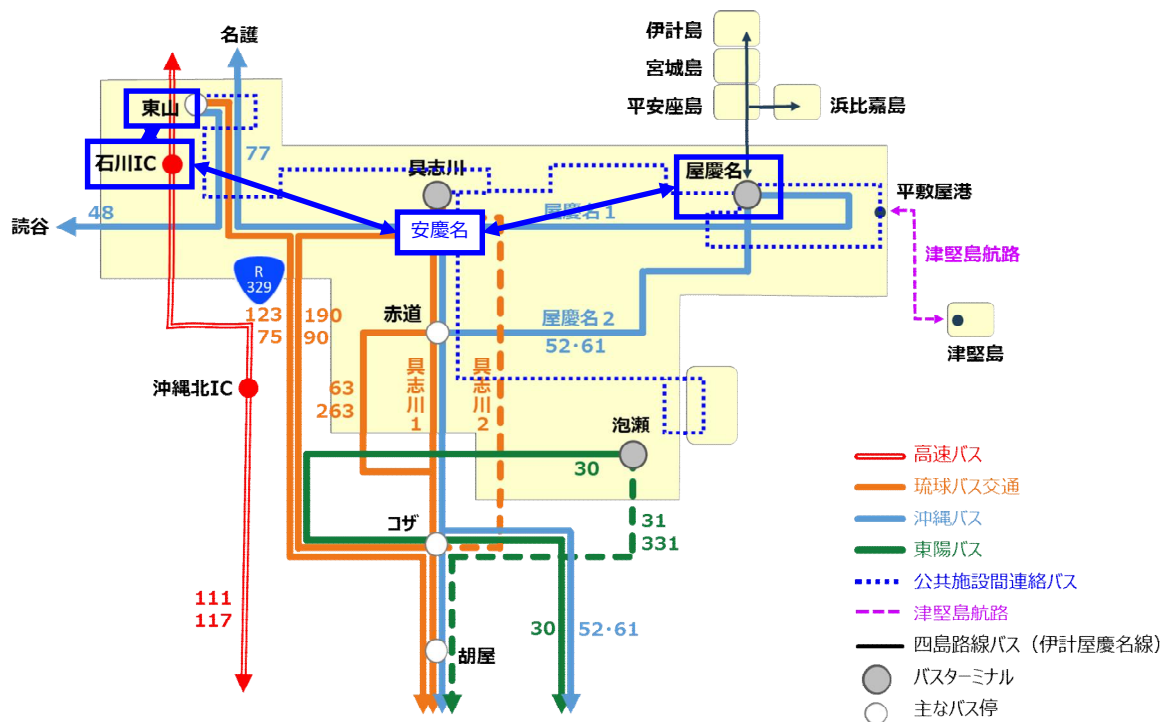 伊計島
名護
宮城島
平安座島
浜比嘉島
東山
77
石川IC
具志川
屋慶名
平敷屋港
48
読谷
安慶名
屋慶名1
津堅島航路
R
329
123
75
190
90
赤道
屋慶名2
52・61
津堅島
沖縄北IC
63
263
具志川1
具志川2
泡瀬
30
31
331
コザ
111
117
30
52・61
胡屋
高速バス
琉球バス交通
沖縄バス
東陽バス
公共施設間連絡バス
津堅島航路
四島路線バス（伊計屋慶名線）
バスターミナル
主なバス停